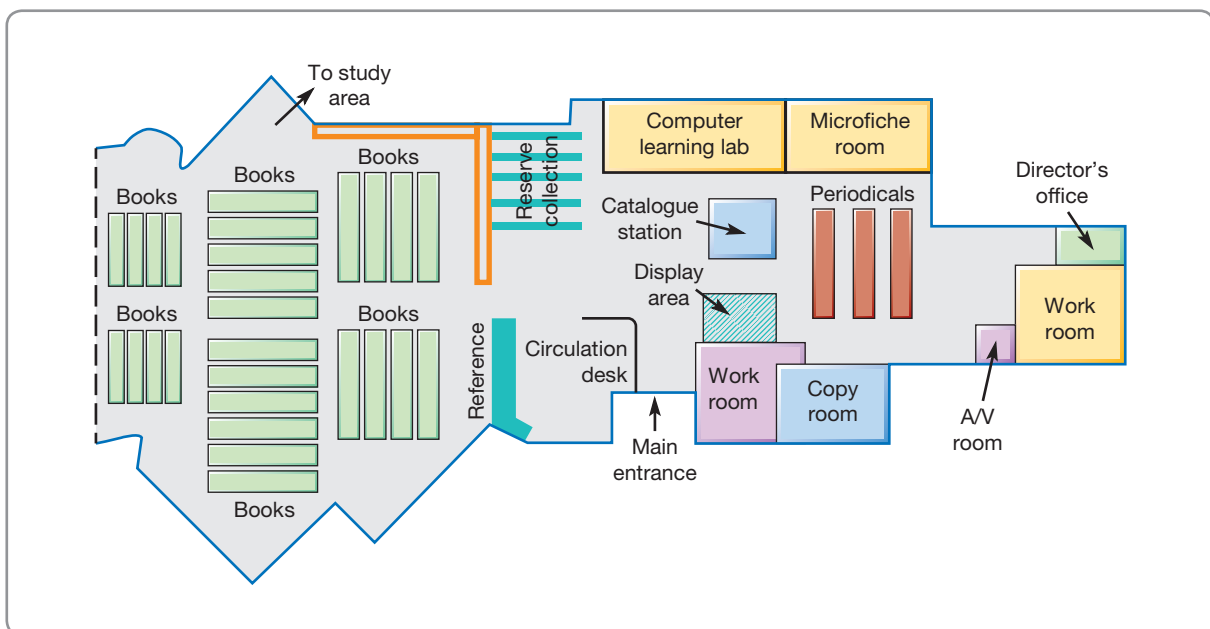 To study
area
Books
Books
Books
Books
Books
Books
Books
Reserve
collection
Reference
Computer
learning lab
Microfiche
room
Periodicals
Director’s
office
Catalogue
station
Display
area
Circulation
desk
Work
room
Copy
room
Work
room
A/V
room
Main
entrance